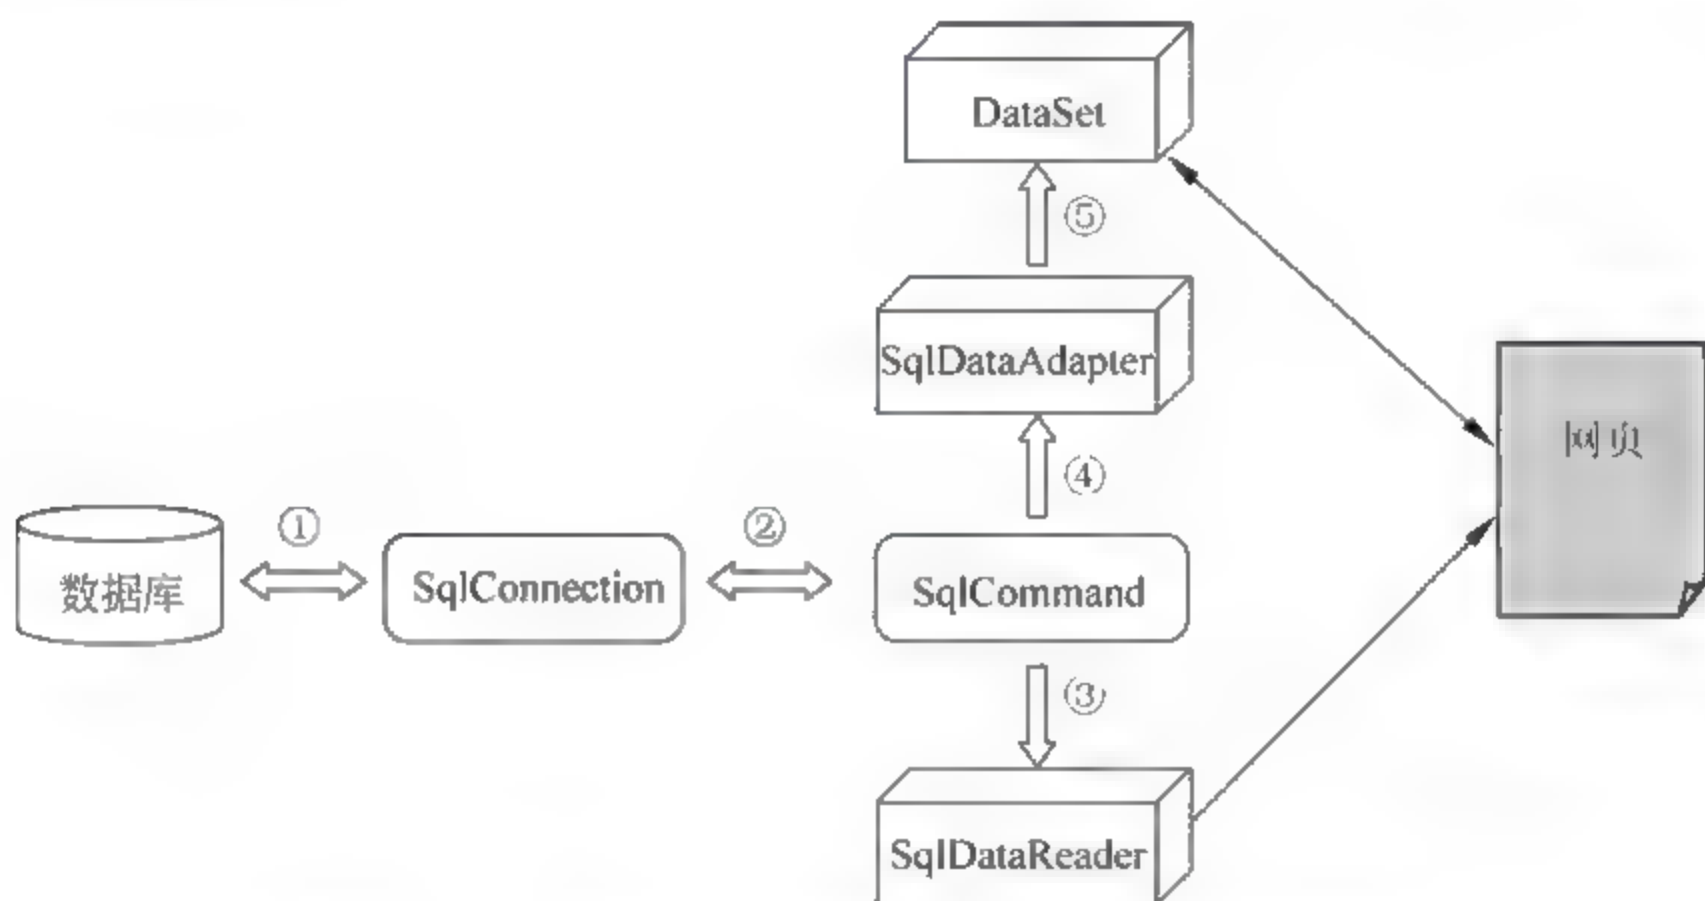 DataSet
⑤
SqlDataAdapter
网页
④
①
②
数据库
SqlConnection
SqlCommand
③
SqlDataReader